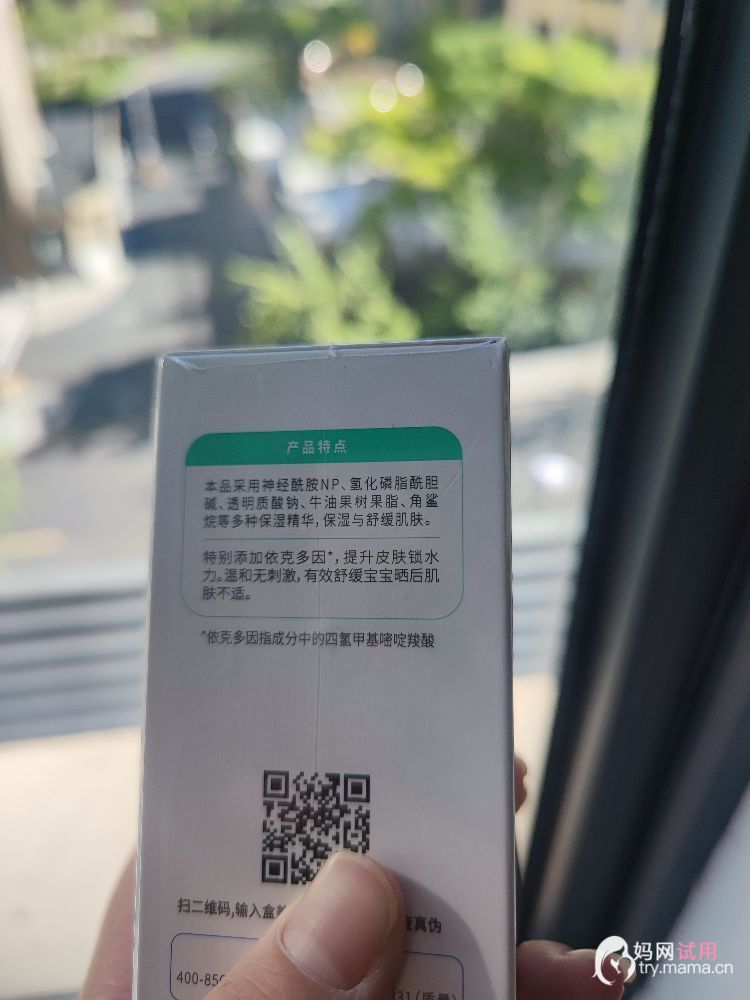 产品特点
本品采用神经酰胺NP、氢化磷脂酰胆
碱、透明质酸钠、牛油果树果脂、角鲨
烷等多种保湿精华，保湿与舒缓肌肤。
特别添加依克多因*，提升皮肤锁水
力。温和无刺激，有效舒缓宝宝晒后肌
肤不适。
*依克多因指成分中的四氢甲基嘧啶羧酸
扫二维码，输入盒 真伪
400-850 331（质量）
妈网试用
try.mama.cn